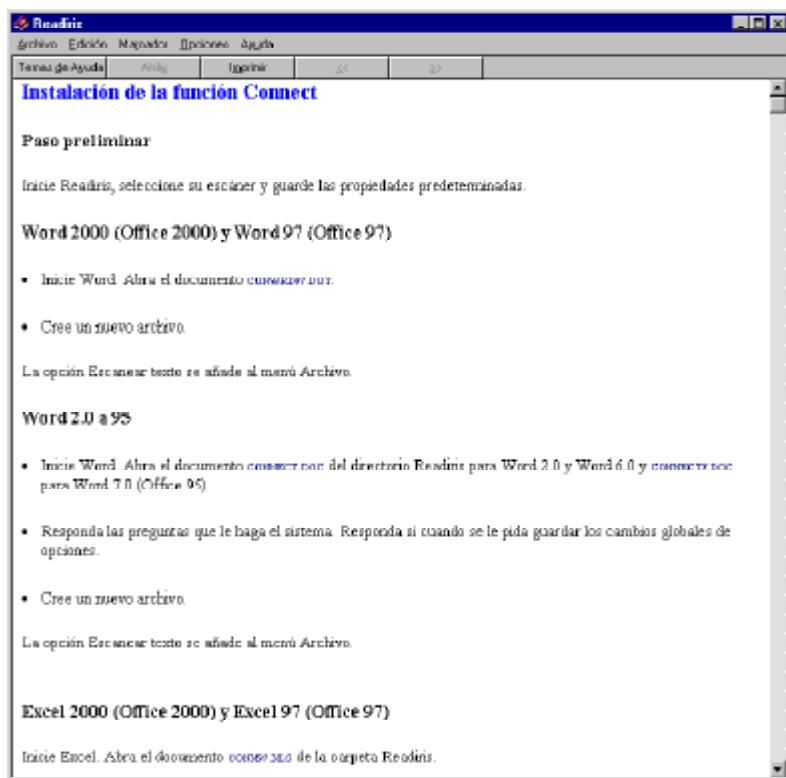 Readiris
Archivo Edición Marcador Opciones Ayuda
Temas de Ayuda Atrás Imprimir << >>
Instalación de la función Connect
Paso preliminar
Inicie Readiris, seleccione su escáner y guarde las propiedades predeterminadas.
Word 2000 (Office 2000) y Word 97 (Office 97)
• Inicie Word. Abra el documento
• Cree un nuevo archivo.
La opción Escanear texto se añade al menú Archivo.
Word 2.0 a 95
• Inicie Word. Abra el documento CONNECT.DOC del directorio Readiris para Word 2.0 y Word 6.0 y
para Word 7.0 (Office 95)
• Responda las preguntas que le haga el sistema. Responda si cuando se le pida guardar los cambios globales de
opciones.
• Cree un nuevo archivo.
La opción Escanear texto se añade al menú Archivo.
Excel 2000 (Office 2000) y Excel 97 (Office 97)
Inicie Excel. Abra el documento de la carpeta Readiris.